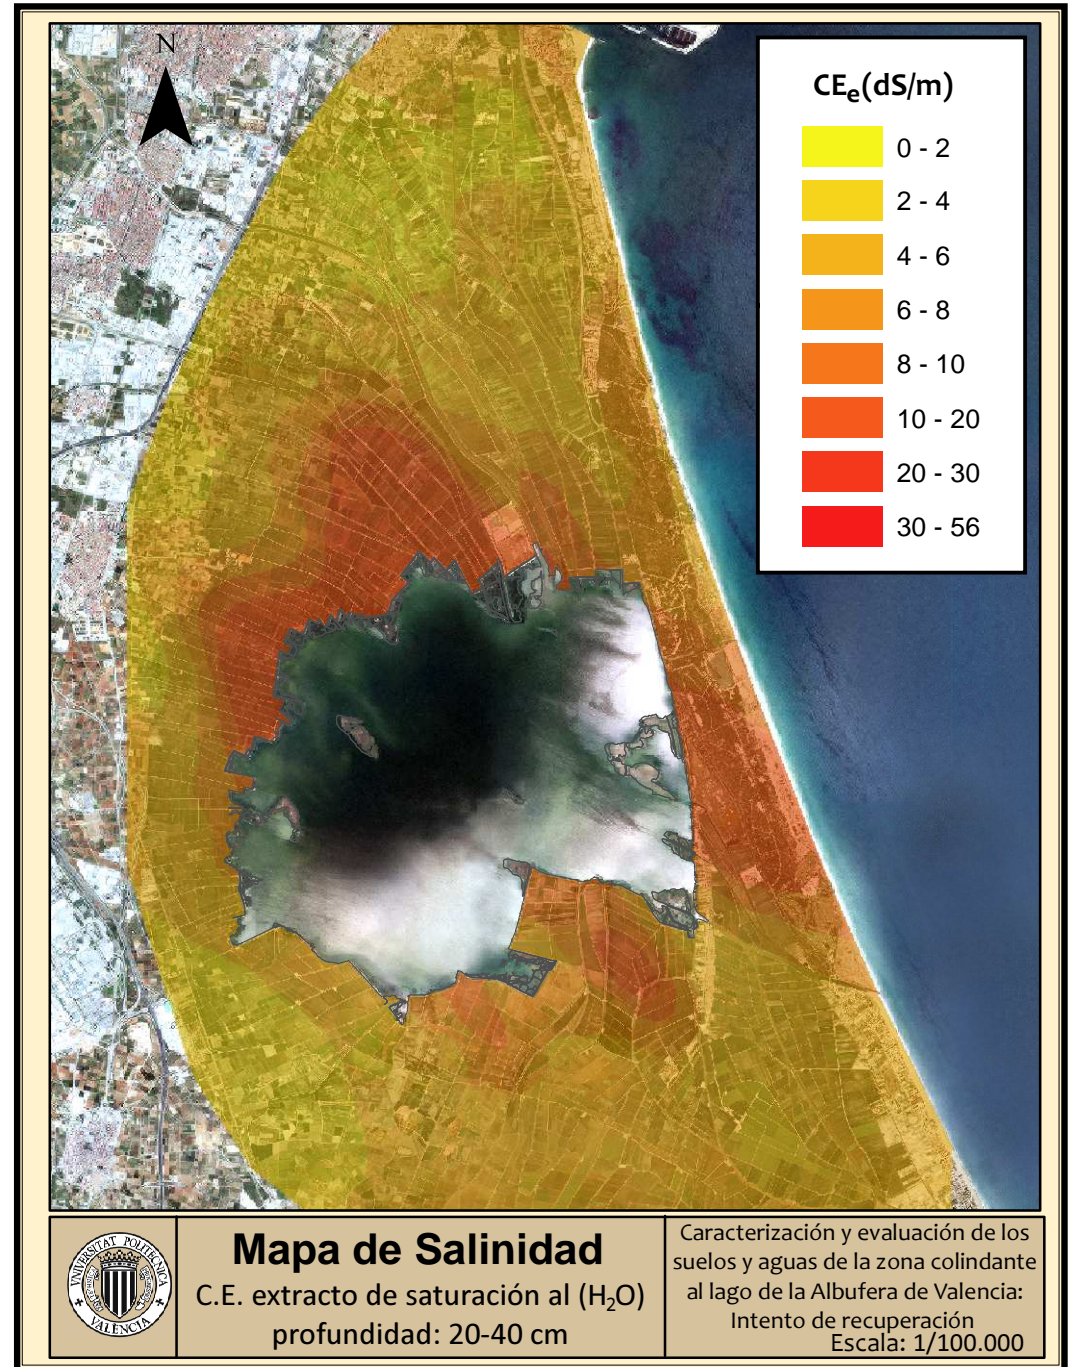 N
CEe(dS/m)
0 - 2
2 - 4
4 - 6
6 - 8
8 - 10
10 - 20
20 - 30
30 - 56
UNIVERSITAT POLITÈCNICA
VALÈNCIA
Mapa de Salinidad
C.E. extracto de saturación al (H₂O)
profundidad: 20-40 cm
Caracterización y evaluación de los
suelos y aguas de la zona colindante
al lago de la Albufera de Valencia:
Intento de recuperación
Escala: 1/100.000